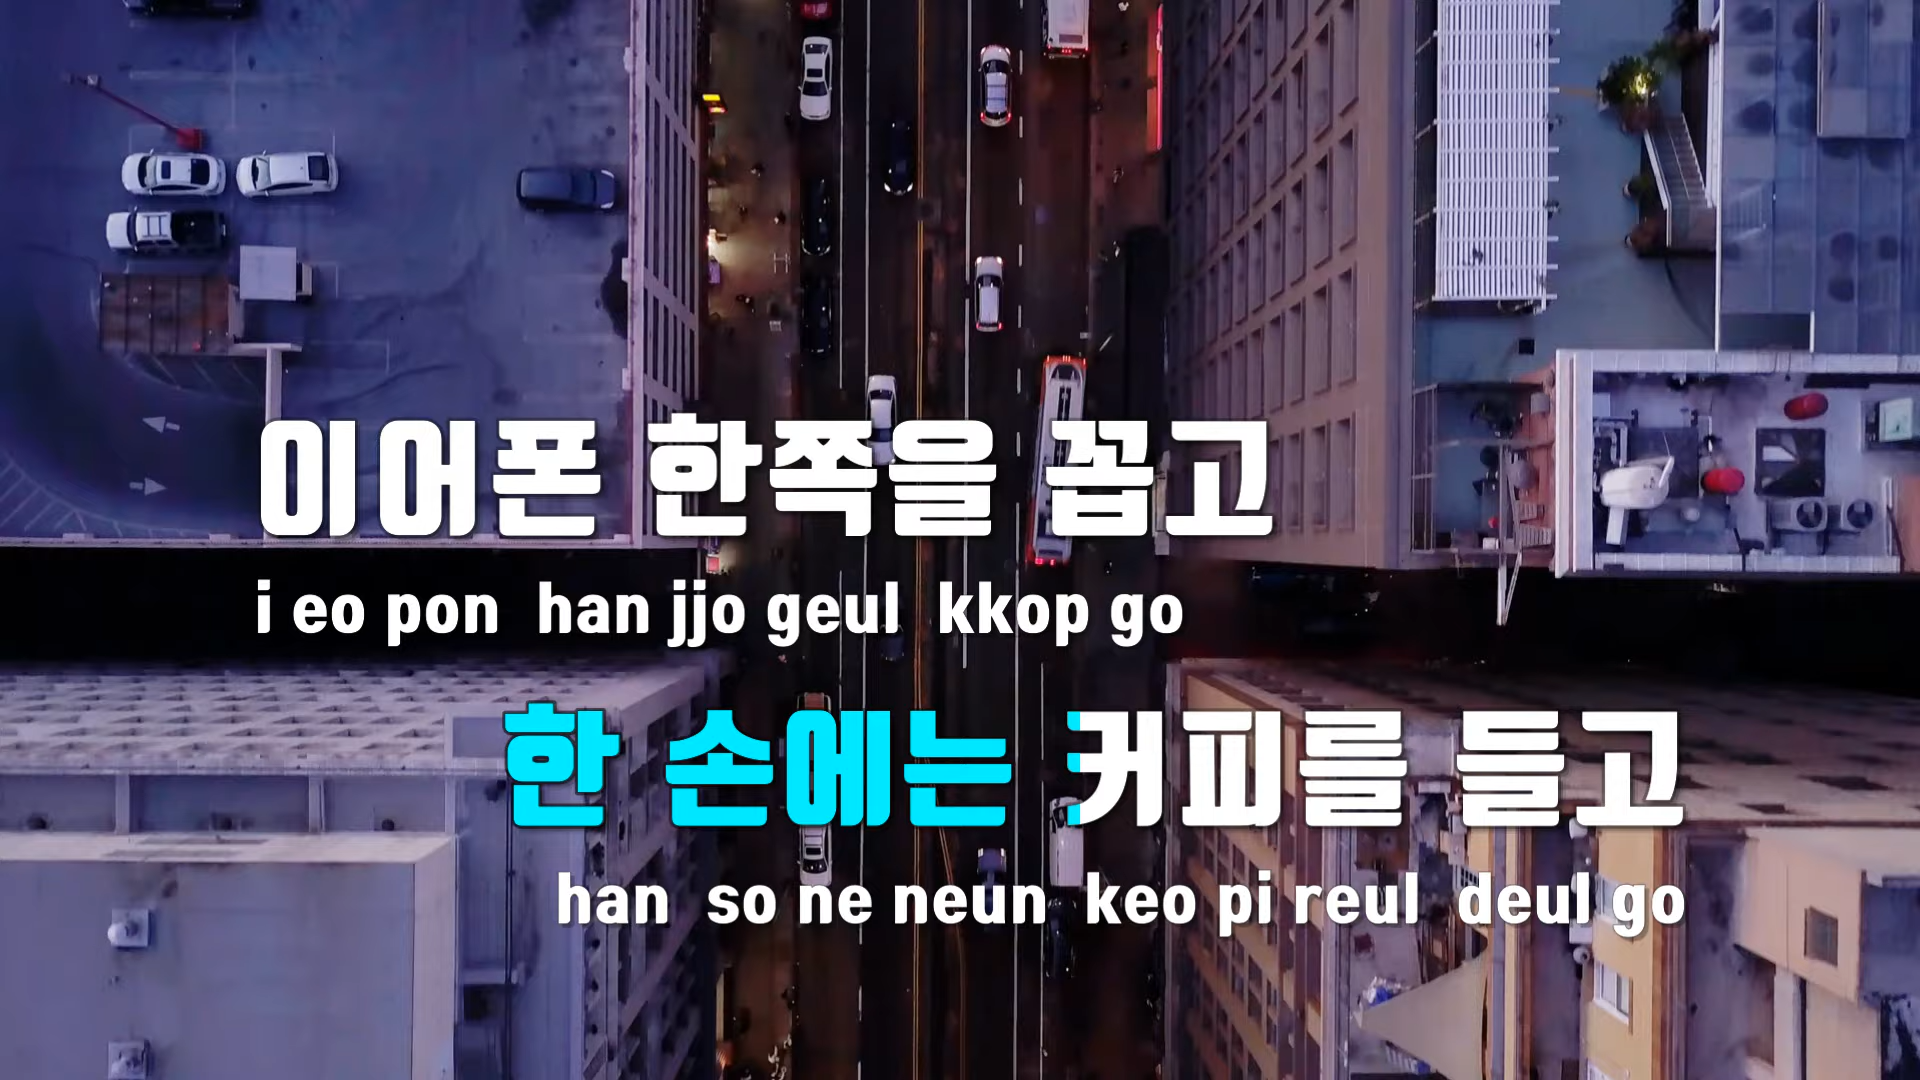 이어폰 한쪽을 꼽고
i eo pon han jjo geul kkop go
한 손에는 커피를 들고
han so ne neun keo pi reul deul go